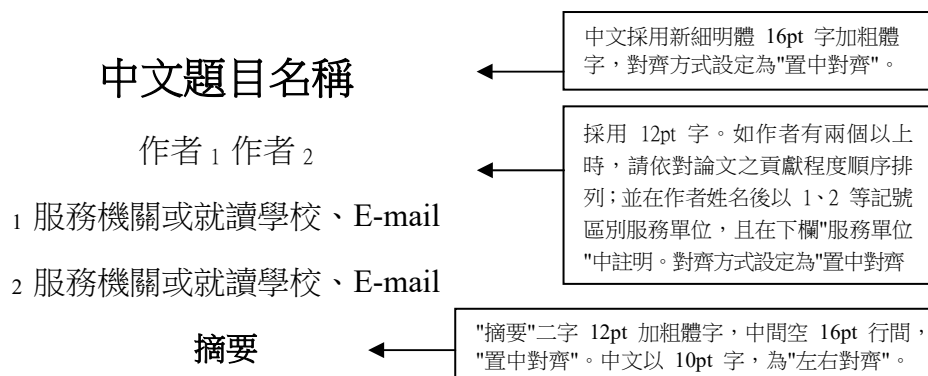 中文題目名稱
中文採用新細明體 16pt 字加粗體
字，對齊方式設定為"置中對齊"。
作者 1 作者 2
採用 12pt 字。如作者有兩個以上
時，請依對論文之貢獻程度順序排
列；並在作者姓名後以 1、2 等記號
區別服務單位，且在下欄"服務單位
"中註明。對齊方式設定為"置中對齊
1 服務機關或就讀學校、E-mail
2 服務機關或就讀學校、E-mail
摘要
"摘要"二字 12pt 加粗體字，中間空 16pt 行間，
"置中對齊"。中文以 10pt 字，為"左右對齊"。